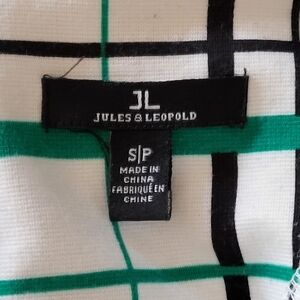 JL
JULES & LEOPOLD
S|P
MADE IN
CHINA
FABRIQUÉ EN
CHINE